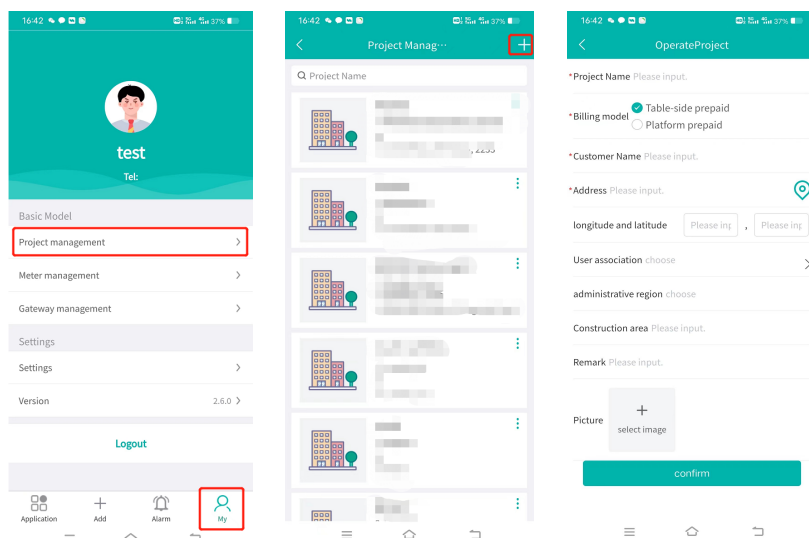 16:42
37%
test
Tel:
Basic Model
Project management
Meter management
Gateway management
Settings
Settings
Version 2.6.0
Logout
Application Add Alarm My
16:42
37%
Project Manag···
Project Name
, 2233
16:42
37%
OperateProject
*Project Name Please input.
*Billing model Table-side prepaid
Platform prepaid
*Customer Name Please input.
*Address Please input.
longitude and latitude Please inp , Please inp
User association choose
administrative region choose
Construction area Please input.
Remark Please input.
Picture
select image
confirm